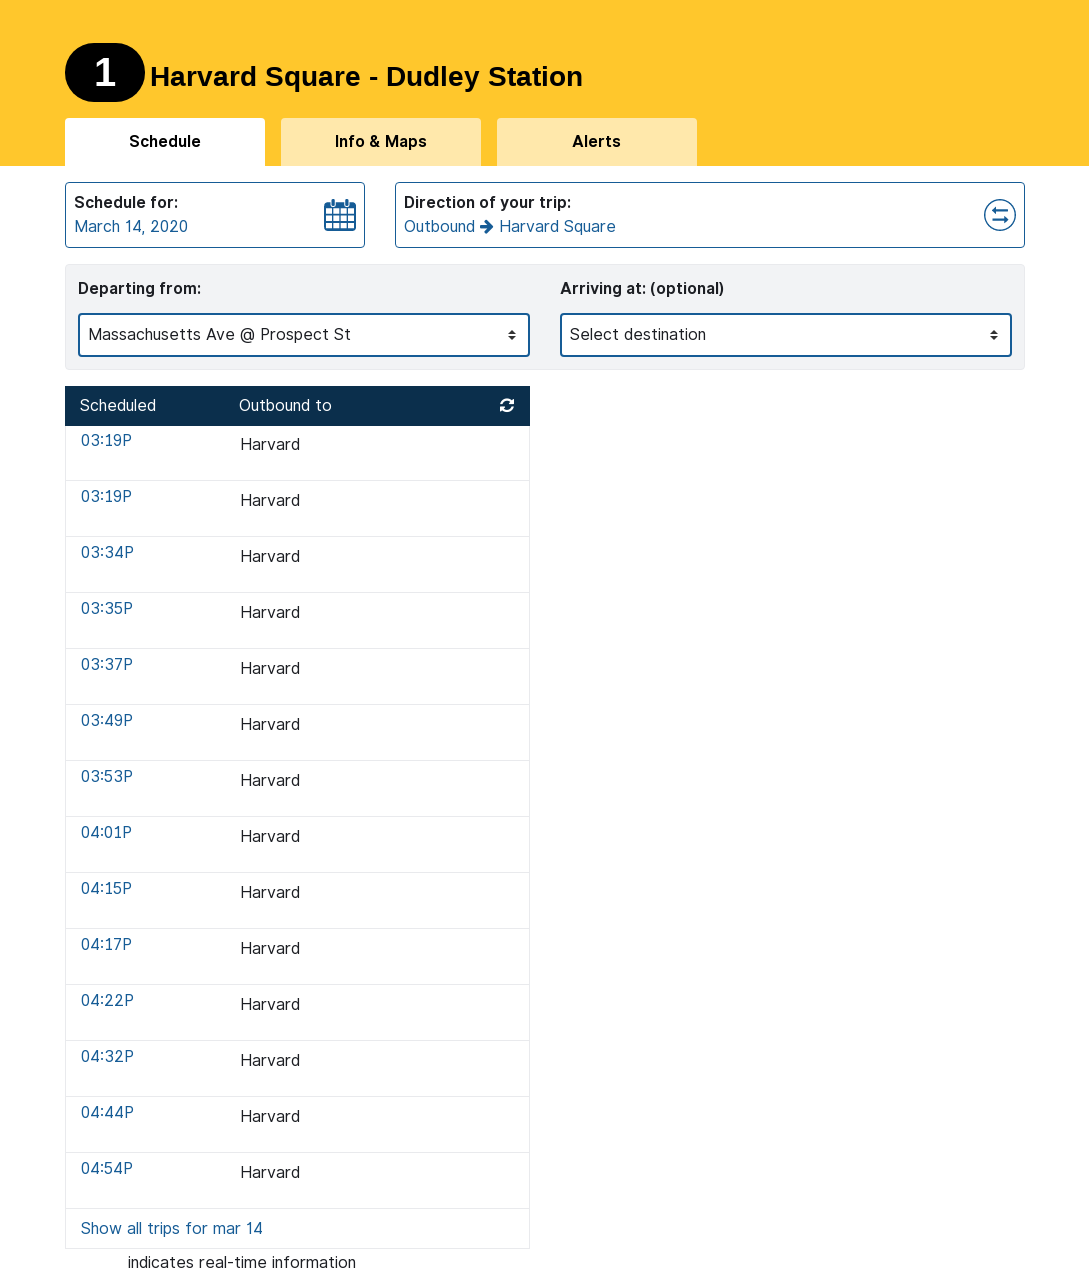 1 Harvard Square - Dudley Station
Schedule Info & Maps Alerts
Schedule for:
March 14, 2020
Direction of your trip:
Outbound Harvard Square
Departing from:
Massachusetts Ave @ Prospect St
Arriving at: (optional)
Select destination
Scheduled Outbound to
03:19P Harvard
03:19P Harvard
03:34P Harvard
03:35P Harvard
03:37P Harvard
03:49P Harvard
03:53P Harvard
04:01P Harvard
04:15P Harvard
04:17P Harvard
04:22P Harvard
04:32P Harvard
04:44P Harvard
04:54P Harvard
Show all trips for mar 14
indicates real-time information